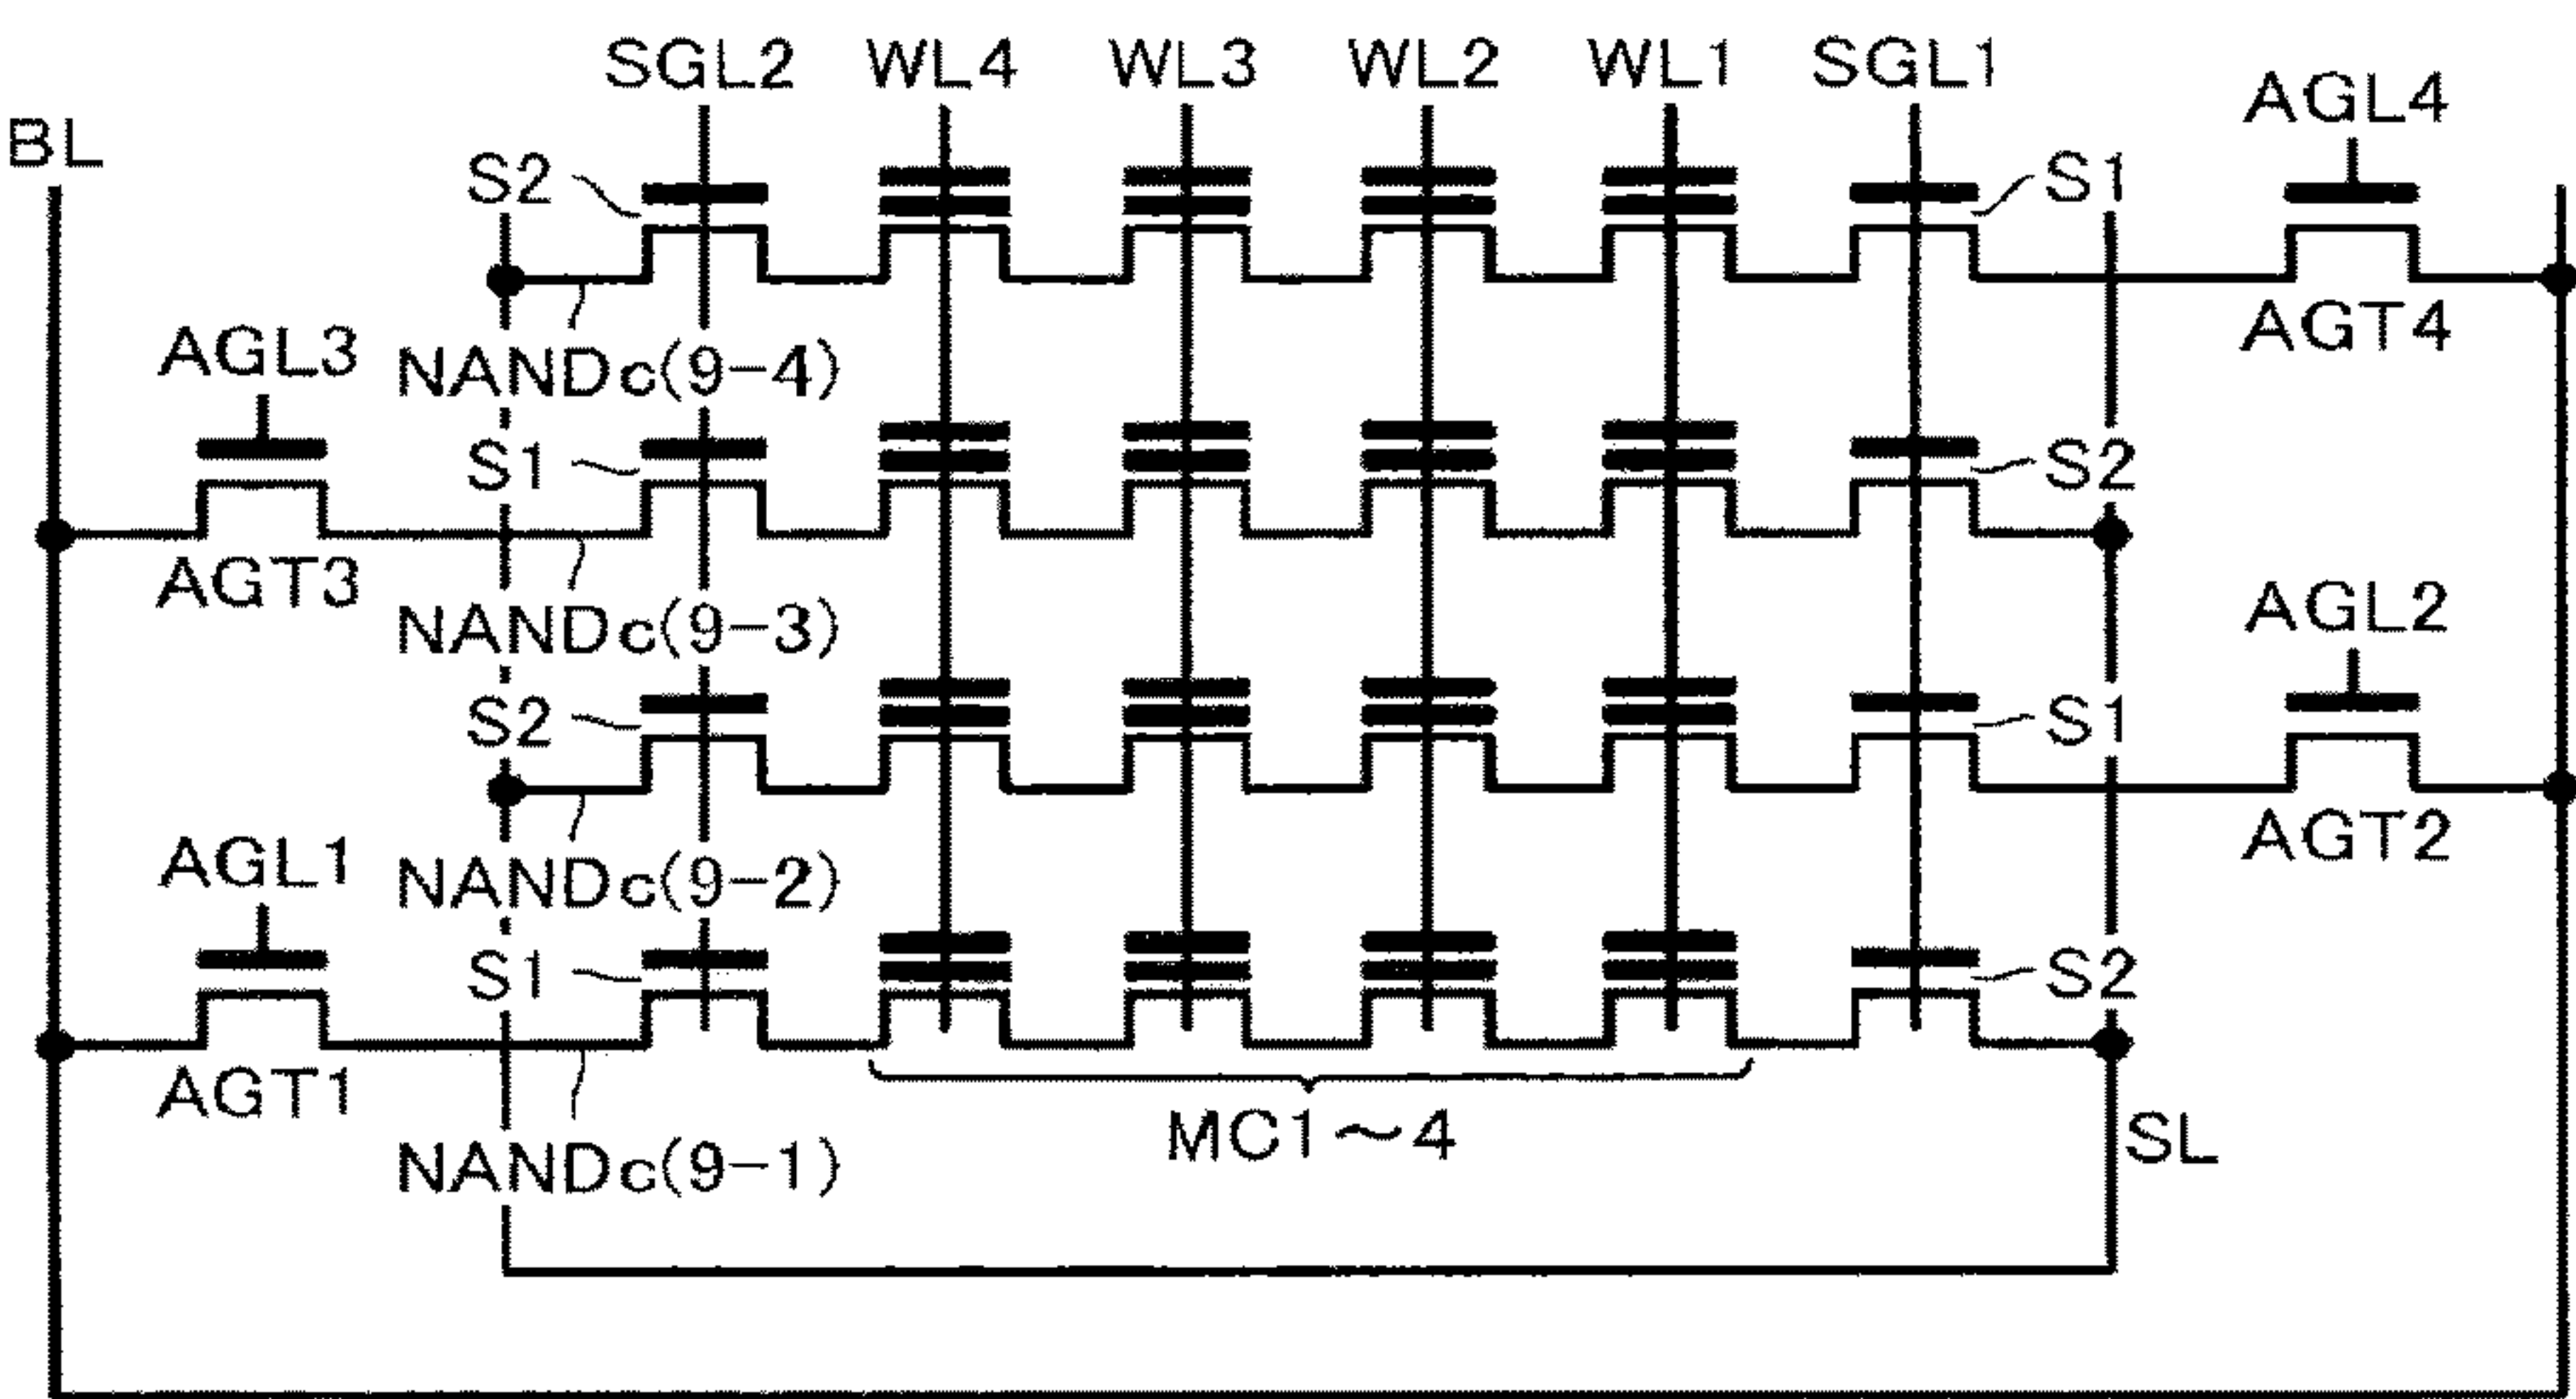 SGL2 WL4 WL3 WL2 WL1 SGL1
AGL4
BL
S2 S1
AGT4
AGL3
NANDc(9-4)
S1 S2
AGT3
NANDc(9-3)
AGL2
S2 S1
AGT2
AGL1
NANDc(9-2)
S1 S2
AGT1
MC1～4
SL
NANDc(9-1)